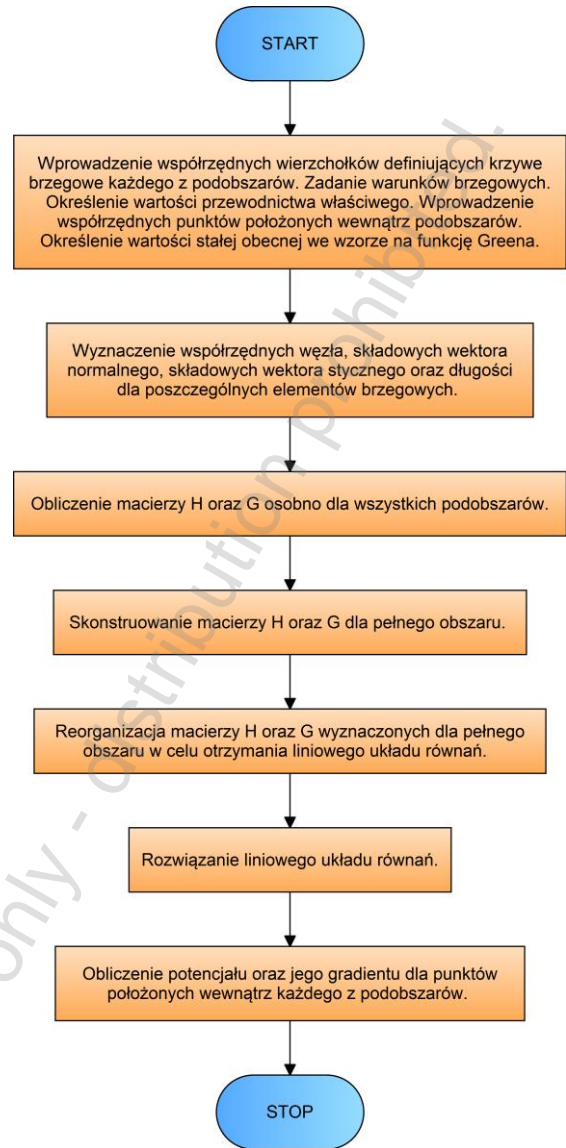 START
Wprowadzenie współrzędnych wierzchołków definiujących krzywe
brzegowe każdego z podobszarów. Zadanie warunków brzegowych.
Określenie wartości przewodnictwa właściwego. Wprowadzenie
współrzędnych punktów położonych wewnątrz podobszarów.
Określenie wartości stałej obecnej we wzorze na funkcję Greena.
Wyznaczenie współrzędnych węzła, składowych wektora
normalnego, składowych wektora stycznego oraz długości
dla poszczególnych elementów brzegowych.
Obliczenie macierzy H oraz G osobno dla wszystkich podobszarów.
Skonstruowanie macierzy H oraz G dla pełnego obszaru.
Reorganizacja macierzy H oraz G wyznaczonych dla pełnego
obszaru w celu otrzymania liniowego układu równań.
Rozwiązanie liniowego układu równań.
Obliczenie potencjału oraz jego gradientu dla punktów
położonych wewnątrz każdego z podobszarów.
STOP
only - distribution prohibited.